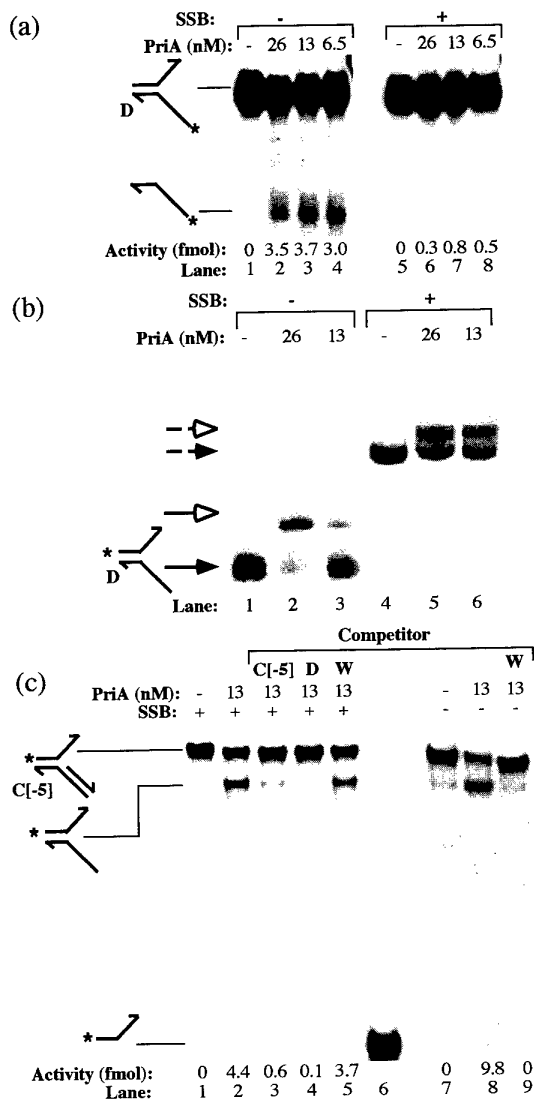 (a)
SSB: - +
PriA (nM): - 26 13 6.5 - 26 13 6.5
D
*
*
Activity (fmol): 0 3.5 3.7 3.0 0 0.3 0.8 0.5
Lane: 1 2 3 4 5 6 7 8
(b)
SSB: - +
PriA (nM): - 26 13 - 26 13
*
D
Lane: 1 2 3 4 5 6
Competitor
(c)
C[-5] D W W
PriA (nM): - 13 13 13 13 - 13 13
SSB: + + + + + - - -
*
C[-5]
*
*
Activity (fmol): 0 4.4 0.6 0.1 3.7 0 9.8 0
Lane: 1 2 3 4 5 6 7 8 9